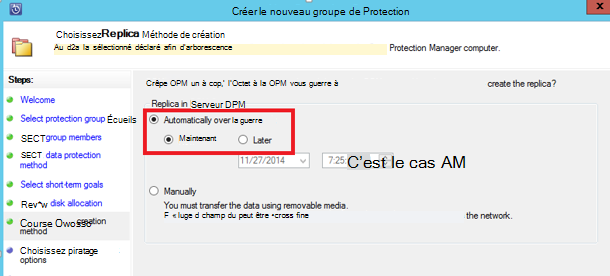 Créer le nouveau groupe de Protection
Choisissez Replica Méthode de création
Au d2a la sélectionné déclaré afin d'arborescence Protection Manager computer.
Steps:
Welcome
Select protection group Écueils
SECT group members
SECT data protection method
Select short-term goals
Rev*w disk allocation
Course Owosso creation method
Choisissez piratage options
Crêpe OPM un à cop,' l'Octet à la OPM vous guerre à create the replica?
Replica in Serveur DPM
Automatically over la guerre
Maintenant Later
11/27/2014 7:25: C'est le cas AM
Manually
You must transfer the data using removable media.
F « luge d champ du peut être •cross fine the network.